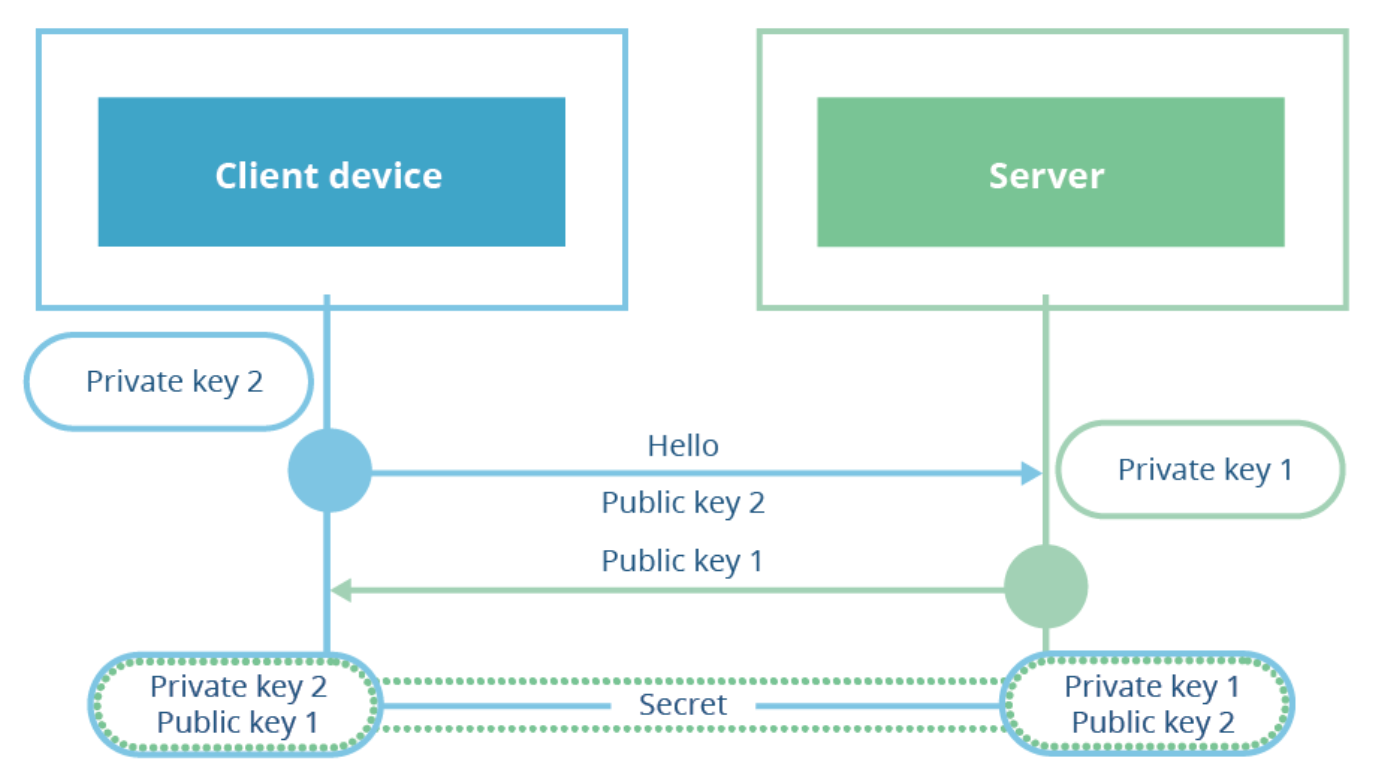 Client device
Server
Private key 2
Hello
Private key 1
Public key 2
Public key 1
Private key 2
Public key 1
Secret
Private key 1
Public key 2